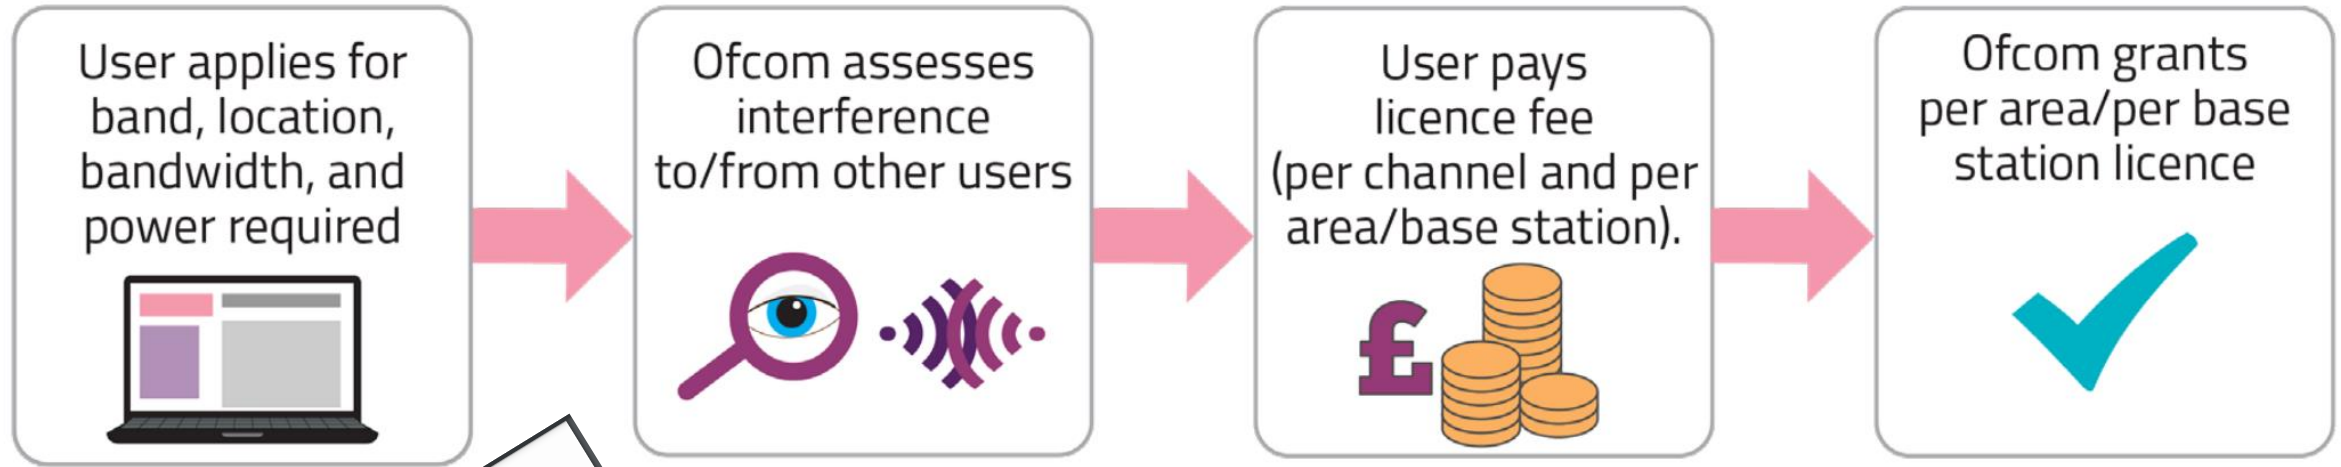 User applies for
band, location,
bandwidth, and
power required
Ofcom assesses
interference
to/from other users
User pays
licence fee
(per channel and per
area/base station).
£
Ofcom grants
per area/per base
station licence